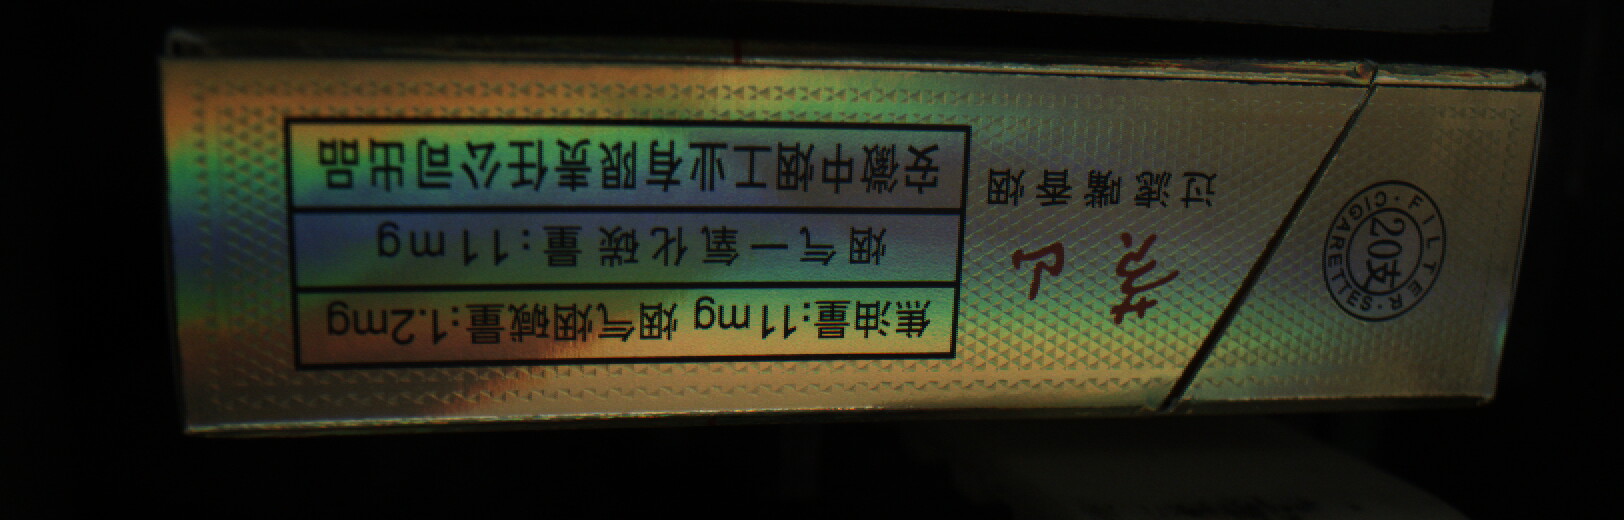 FILTER·CIGARETTES·
20支
黄山
过滤嘴香烟
焦油量:11mg 烟气烟碱量:1.2mg
烟气一氧化碳量:11mg
安徽中烟工业有限责任公司出品